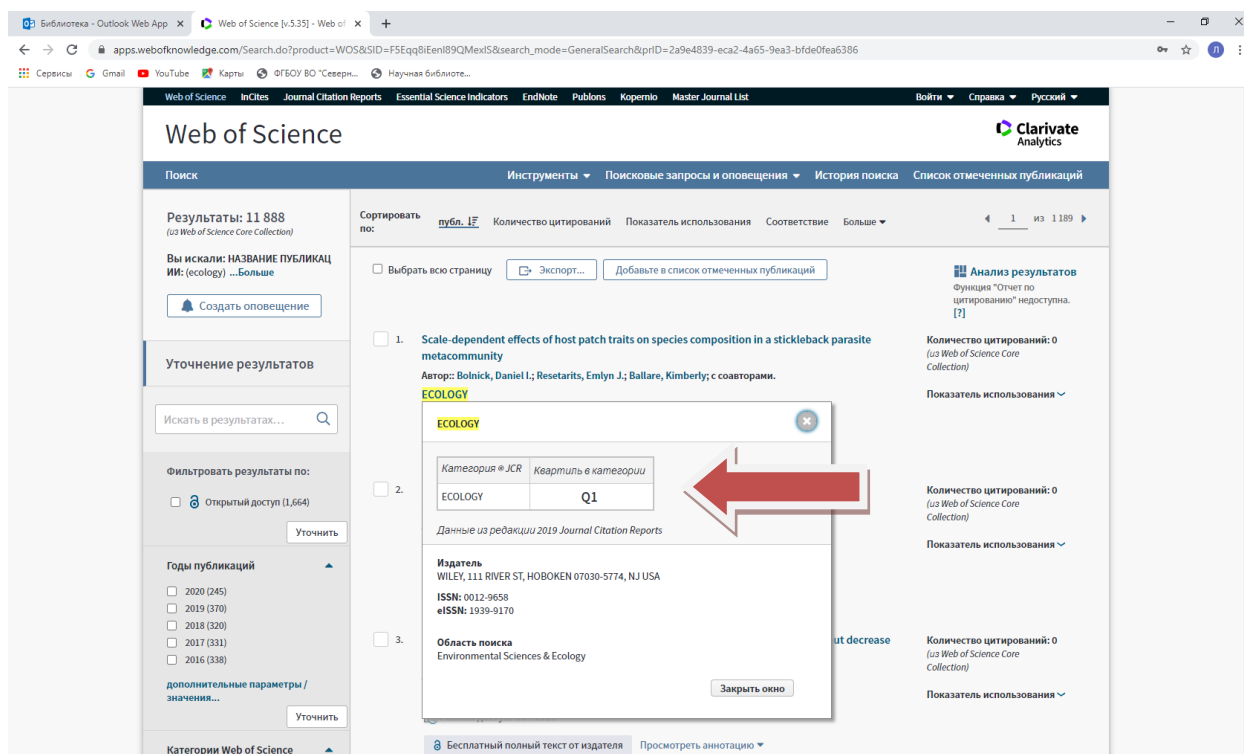 Библиотека - Outlook Web App
Web of Science [v.5.35] - Web of
apps.webofknowledge.com/Search.do?product=WOS&SID=F5Eqq8iEenl89QMexIS&search_mode=GeneralSearch&prID=2a9e4839-eca2-4a65-9ea3-bfde0fea6386
Л
Сервисы Gmail YouTube Карты ФГБОУ ВО "Северн... Научная библиоте...
Web of Science InCites Journal Citation Reports Essential Science Indicators EndNote Publons Kopernio Master Journal List Войти Справка Русский
Web of Science
Clarivate
Analytics
Поиск Инструменты Поисковые запросы и оповещения История поиска Список отмеченных публикаций
Результаты: 11 888
(из Web of Science Core Collection)
Вы искали: НАЗВАНИЕ ПУБЛИКАЦ
ИИ: (ecology) ...Больше
Создать оповещение
Уточнение результатов
Искать в результатах...
Фильтровать результаты по:
Открытый доступ (1,664)
Уточнить
Годы публикаций
2020 (245)
2019 (370)
2018 (320)
2017 (331)
2016 (338)
дополнительные параметры /
значения...
Уточнить
Категории Web of Science
Сортировать
по:
публ. Количество цитирований Показатель использования Соответствие Больше
1 из 1 189
Выбрать всю страницу Экспорт... Добавьте в список отмеченных публикаций
Анализ результатов
Функция "Отчет по
цитированию" недоступна.
[?]
1. Scale-dependent effects of host patch traits on species composition in a stickleback parasite
metacommunity
Автор:: Bolnick, Daniel I.; Resetarits, Emlyn J.; Ballare, Kimberly; с соавторами.
ECOLOGY
Количество цитирований: 0
(из Web of Science Core
Collection)
Показатель использования
ECOLOGY
Категория ® JCR Квартиль в категории
ECOLOGY Q1
Данные из редакции 2019 Journal Citation Reports
Издатель
WILEY, 111 RIVER ST, HOBOKEN 07030-5774, NJ USA
ISSN: 0012-9658
eISSN: 1939-9170
Область поиска
Environmental Sciences & Ecology
Закрыть окно
2.
Количество цитирований: 0
(из Web of Science Core
Collection)
Показатель использования
3.
ut decrease
Количество цитирований: 0
(из Web of Science Core
Collection)
Показатель использования
Бесплатный полный текст от издателя Просмотреть аннотацию